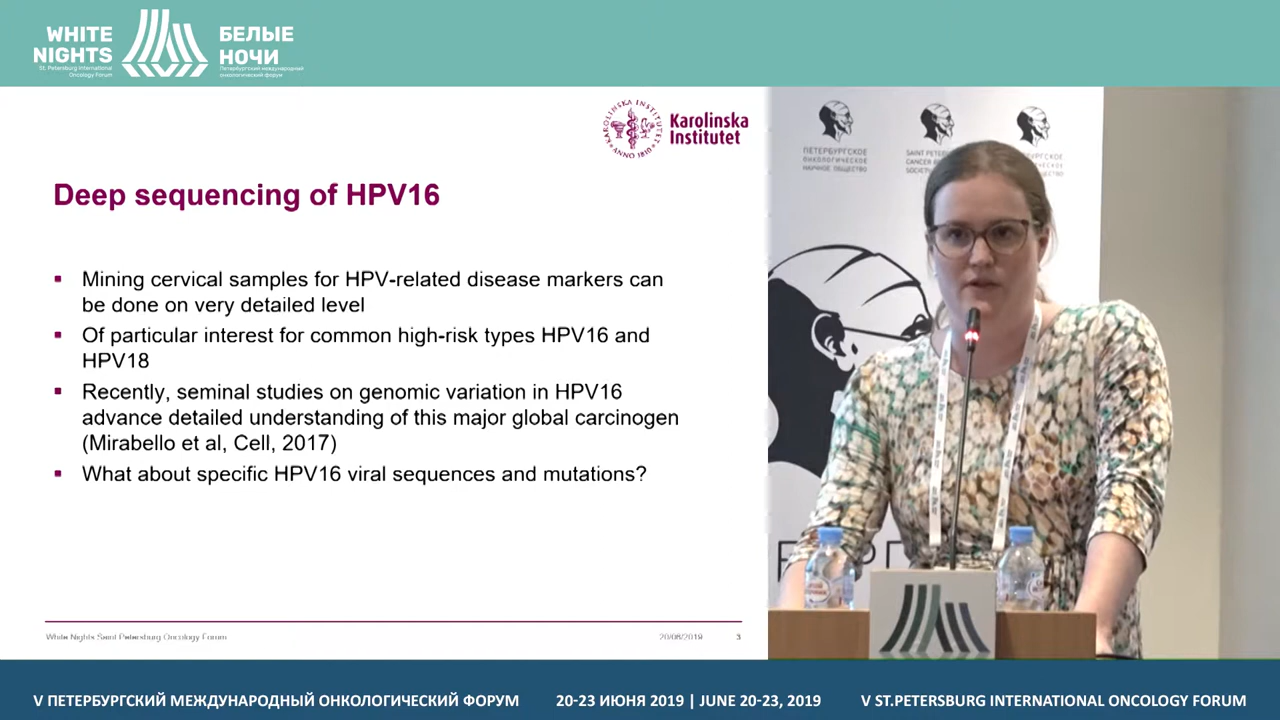 WHITE
NIGHTS
St. Petersburg International
Oncology Forum
БЕЛЫЕ
НОЧИ
Петербургский международный
онкологический форум
Karolinska
Institutet
ANNO 1810
Deep sequencing of HPV16
Mining cervical samples for HPV-related disease markers can
be done on very detailed level
Of particular interest for common high-risk types HPV16 and
HPV18
Recently, seminal studies on genomic variation in HPV16
advance detailed understanding of this major global carcinogen
(Mirabello et al, Cell, 2017)
What about specific HPV16 viral sequences and mutations?
White Nights Saint Petersburg Oncology Forum
20/06/2019
3
ПЕТЕРБУРГСКОЕ
ОНКОЛОГИЧЕСКОЕ
НАУЧНОЕ ОБЩЕСТВО
SAINT PETE
CANCER
SOCIETY
V ПЕТЕРБУРГСКИЙ МЕЖДУНАРОДНЫЙ ОНКОЛОГИЧЕСКИЙ ФОРУМ
20-23 ИЮНЯ 2019 | JUNE 20-23, 2019
V ST.PETERSBURG INTERNATIONAL ONCOLOGY FORUM